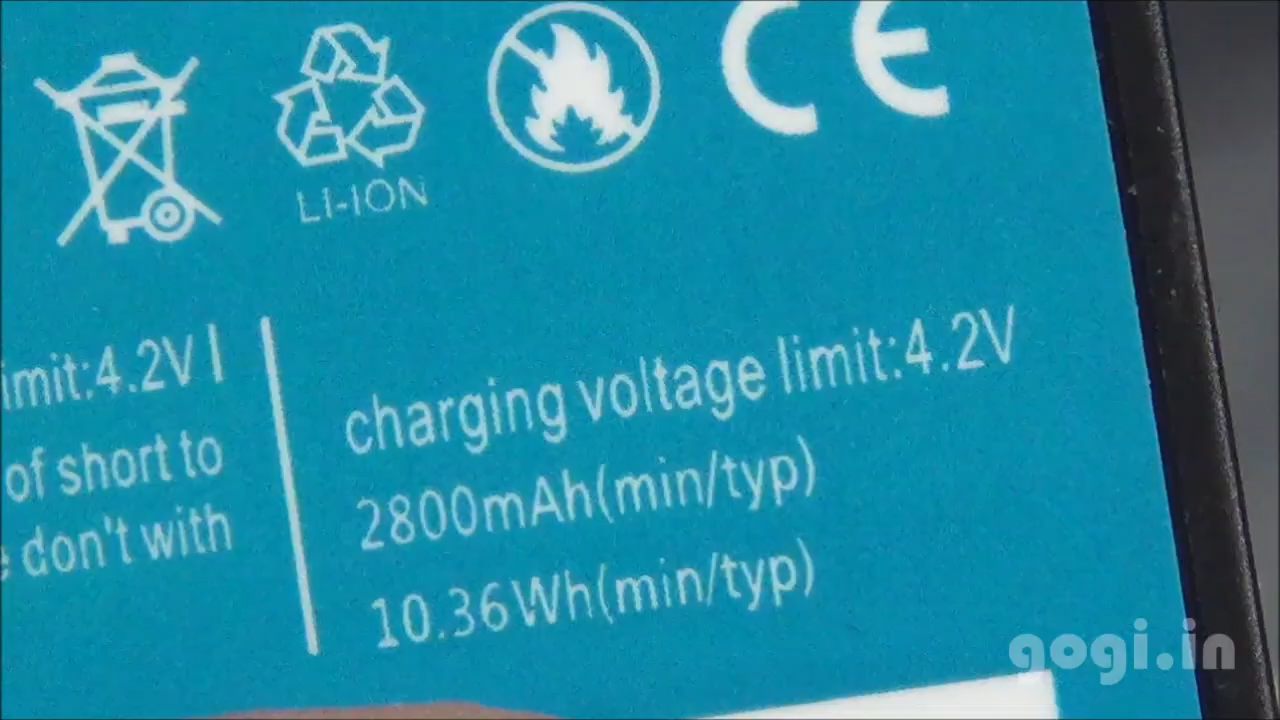 CE
LI-ION
imit:4.2V I
of short to
don't with
charging voltage limit:4.2V
2800mAh(min/typ)
10.36Wh(min/typ)
gogi.in